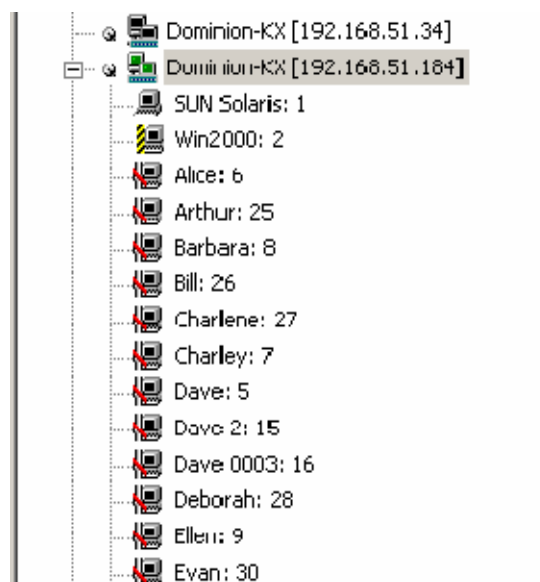 Dominion-KX [192.168.51.34]
Dominion-KX [192.168.51.184]
SUN Solaris: 1
Win2000: 2
Alice: 6
Arthur: 25
Barbara: 8
Bill: 26
Charlene: 27
Charley: 7
Dave: 5
Dave 2: 15
Dave 0003: 16
Deborah: 28
Ellen: 9
Evan: 30